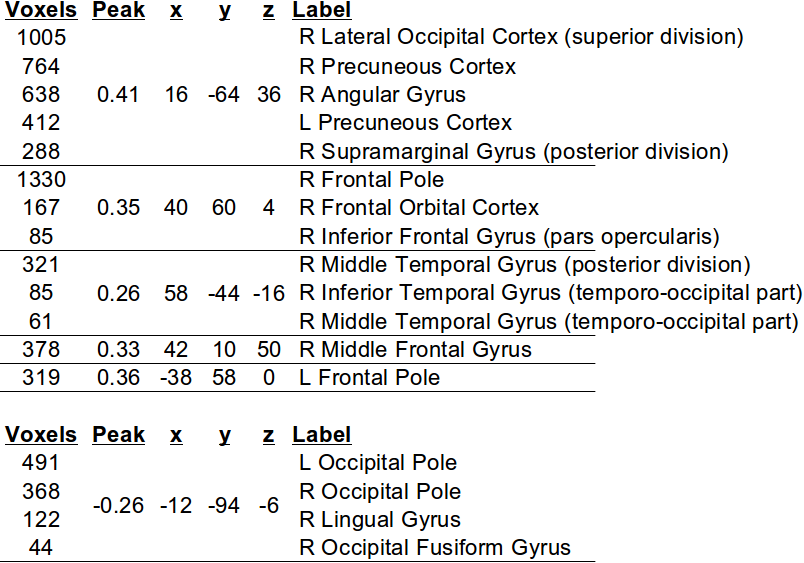 Voxels Peak x y z Label
1005 R Lateral Occipital Cortex (superior division)
764 R Precuneous Cortex
638 0.41 16 -64 36 R Angular Gyrus
412 L Precuneous Cortex
288 R Supramarginal Gyrus (posterior division)
1330 R Frontal Pole
167 0.35 40 60 4 R Frontal Orbital Cortex
85 R Inferior Frontal Gyrus (pars opercularis)
321 R Middle Temporal Gyrus (posterior division)
85 0.26 58 -44 -16 R Inferior Temporal Gyrus (temporo-occipital part)
61 R Middle Temporal Gyrus (temporo-occipital part)
378 0.33 42 10 50 R Middle Frontal Gyrus
319 0.36 -38 58 0 L Frontal Pole
Voxels Peak x y z Label
491 L Occipital Pole
368 R Occipital Pole
-0.26 -12 -94 -6
122 R Lingual Gyrus
44 R Occipital Fusiform Gyrus